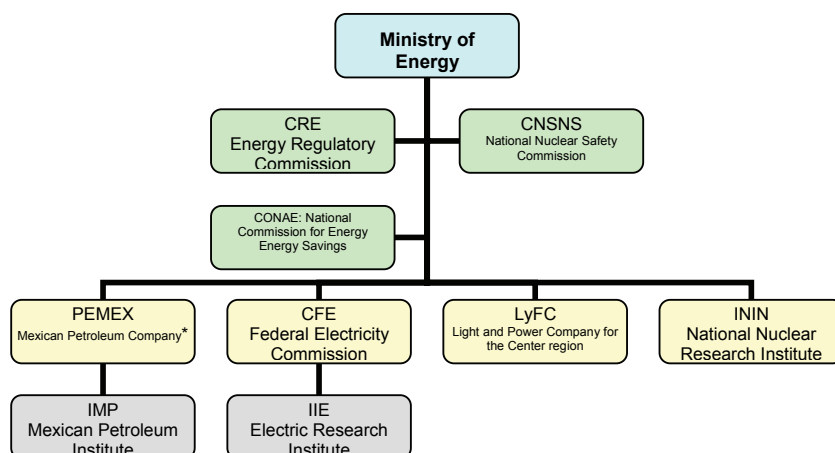 Ministry of
Energy
CRE
Energy Regulatory
Commission
CNSNS
National Nuclear Safety
Commission
CONAE: National
Commission for Energy
Energy Savings
PEMEX
Mexican Petroleum Company*
CFE
Federal Electricity
Commission
LyFC
Light and Power Company for
the Center region
ININ
National Nuclear
Research Institute
IMP
Mexican Petroleum
Institute
IIE
Electric Research
Institute